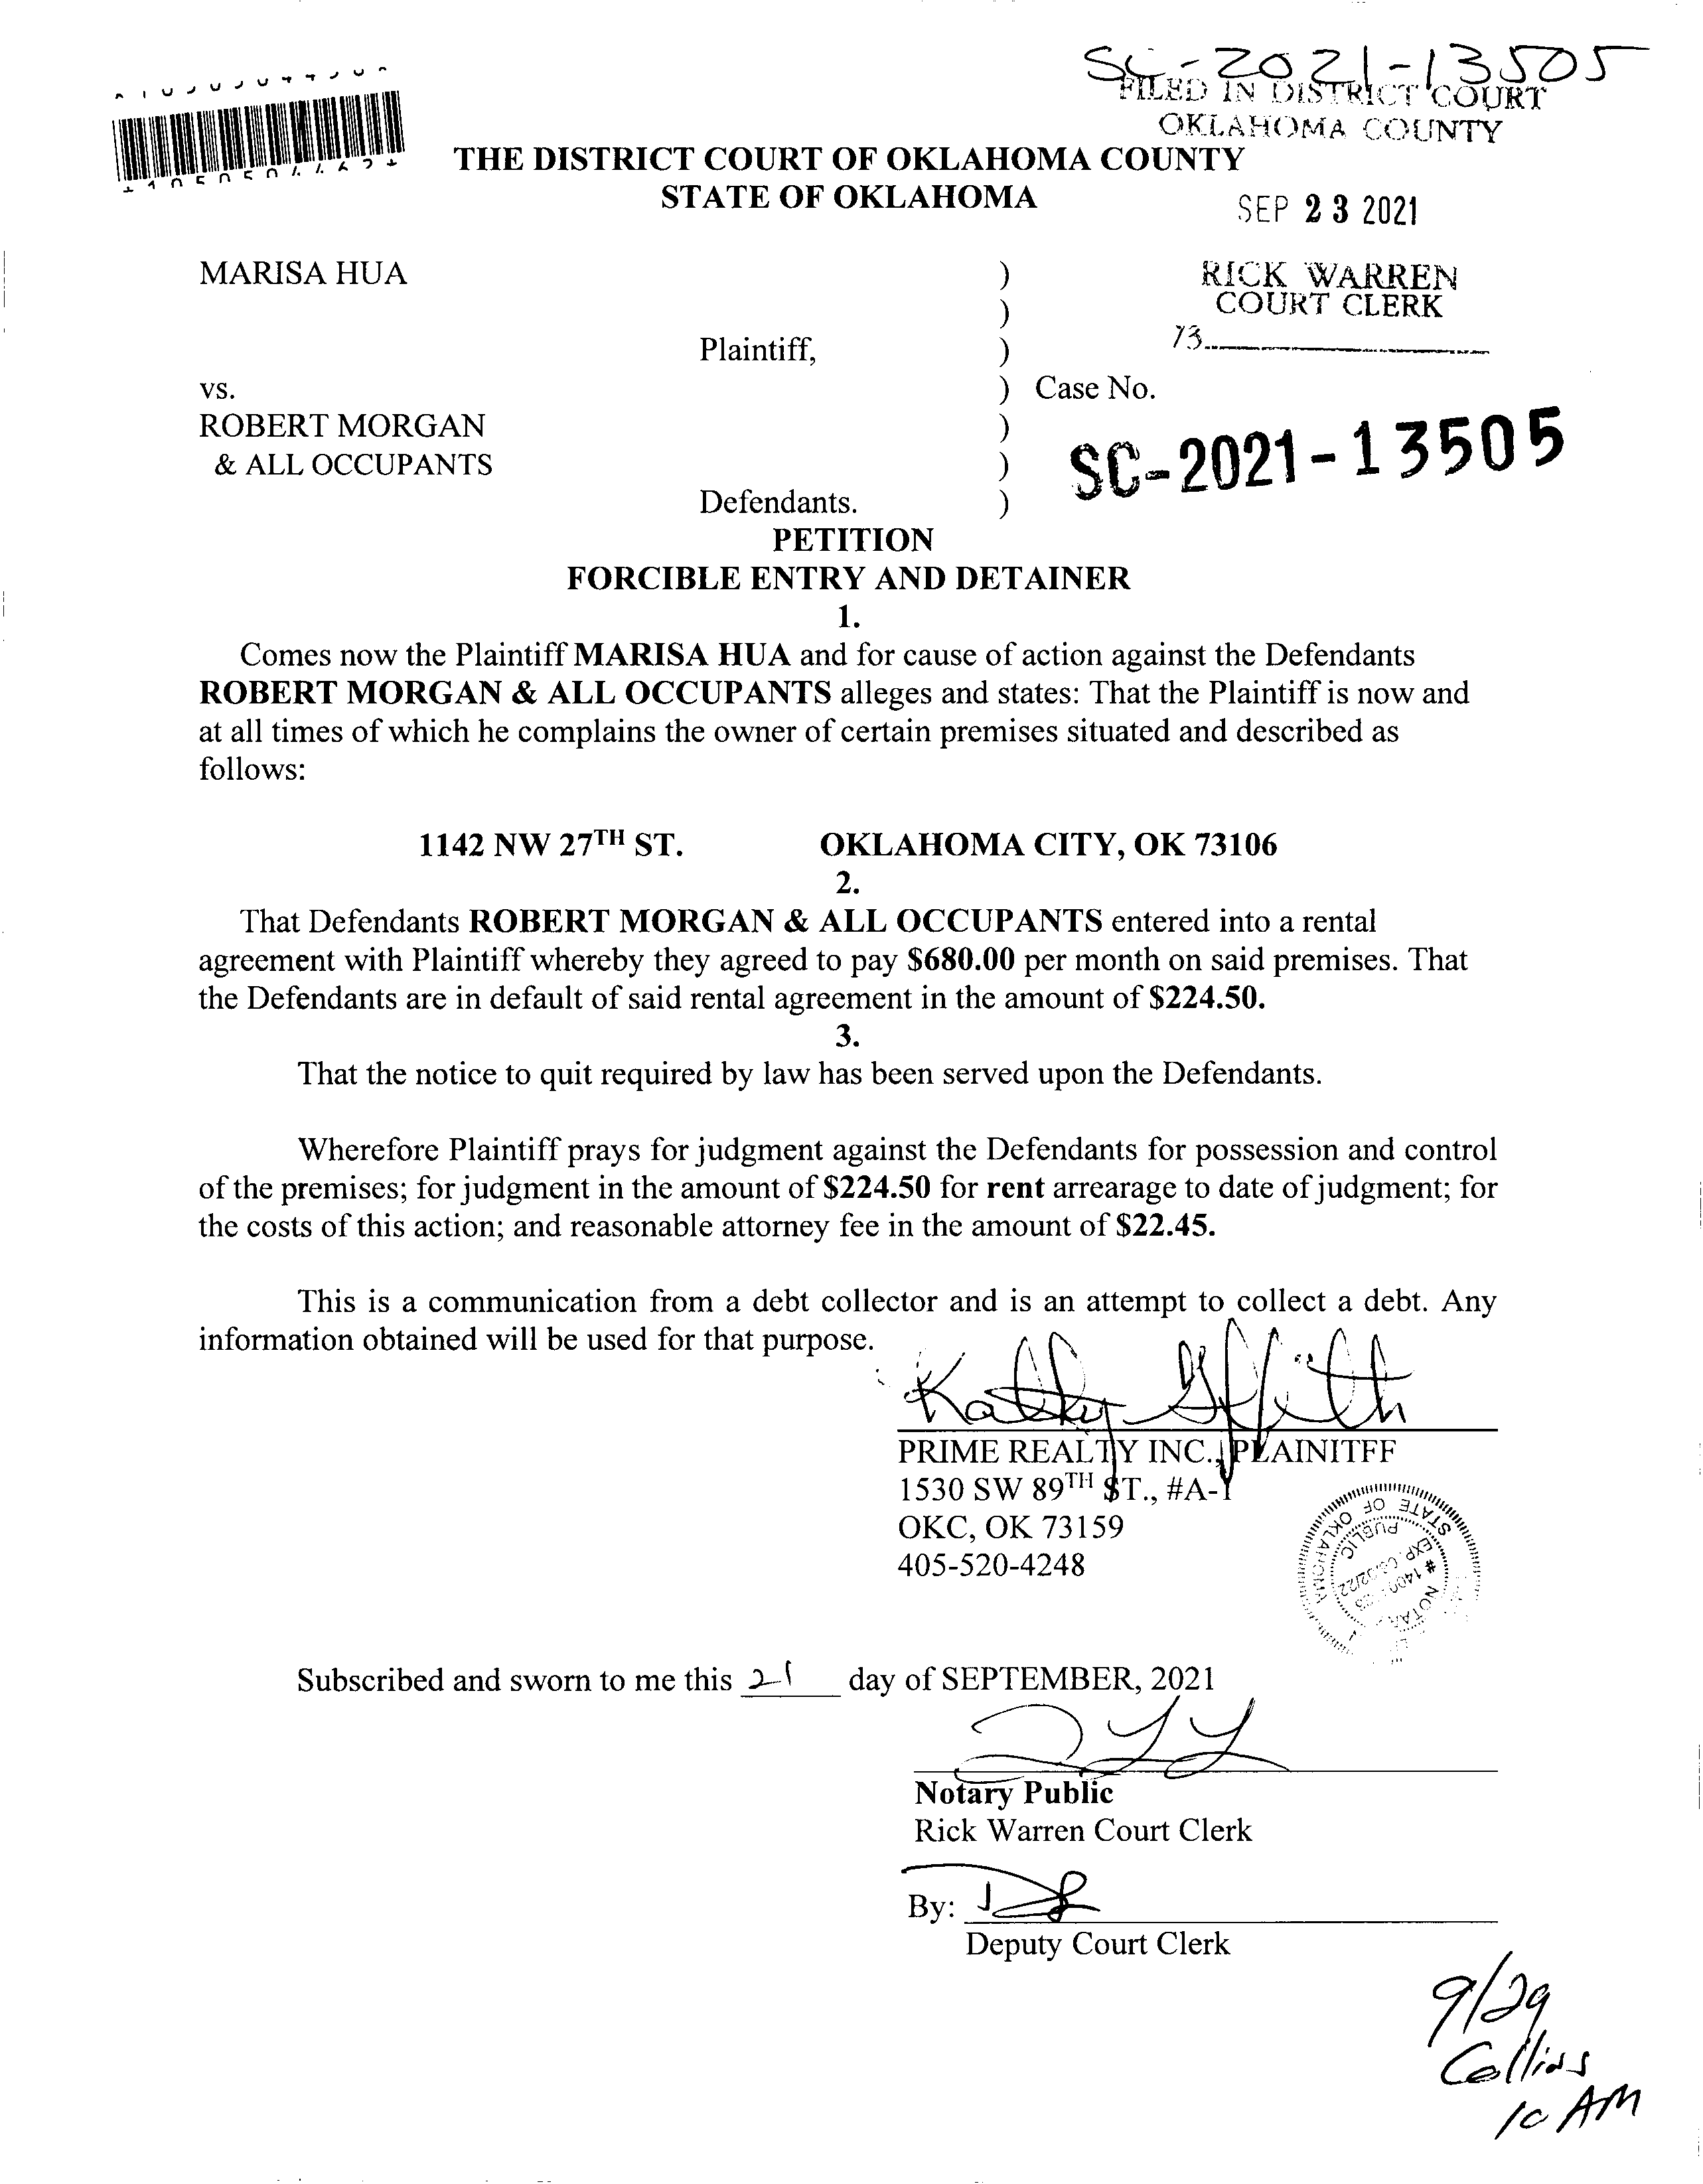 SC-2021-13505
FILED IN DISTRICT COURT
OKLAHOMA COUNTY
THE DISTRICT COURT OF OKLAHOMA COUNTY
STATE OF OKLAHOMA
SEP 23 2021
MARISA HUA )
)
RICK WARREN
COURT CLERK
Plaintiff, )
73
vs. ) Case No.
ROBERT MORGAN )
& ALL OCCUPANTS )
SC-2021-13505
Defendants. )
PETITION
FORCIBLE ENTRY AND DETAINER
1.
Comes now the Plaintiff MARISA HUA and for cause of action against the Defendants
ROBERT MORGAN & ALL OCCUPANTS alleges and states: That the Plaintiff is now and
at all times of which he complains the owner of certain premises situated and described as
follows:
1142 NW 27TH ST. OKLAHOMA CITY, OK 73106
2.
That Defendants ROBERT MORGAN & ALL OCCUPANTS entered into a rental
agreement with Plaintiff whereby they agreed to pay $680.00 per month on said premises. That
the Defendants are in default of said rental agreement in the amount of $224.50.
3.
That the notice to quit required by law has been served upon the Defendants.
Wherefore Plaintiff prays for judgment against the Defendants for possession and control
of the premises; for judgment in the amount of $224.50 for rent arrearage to date of judgment; for
the costs of this action; and reasonable attorney fee in the amount of $22.45.
This is a communication from a debt collector and is an attempt to collect a debt. Any
information obtained will be used for that purpose.
Kathy Griffith
PRIME REALTY INC., PLAINITFF
1530 SW 89TH ST., #A-1
OKC, OK 73159
405-520-4248
STATE OF OKLAHOMA
PUBLIC
Subscribed and sworn to me this 21 day of SEPTEMBER, 2021
Notary Public
Rick Warren Court Clerk
By:
Deputy Court Clerk
9/29
Collins
10 AM